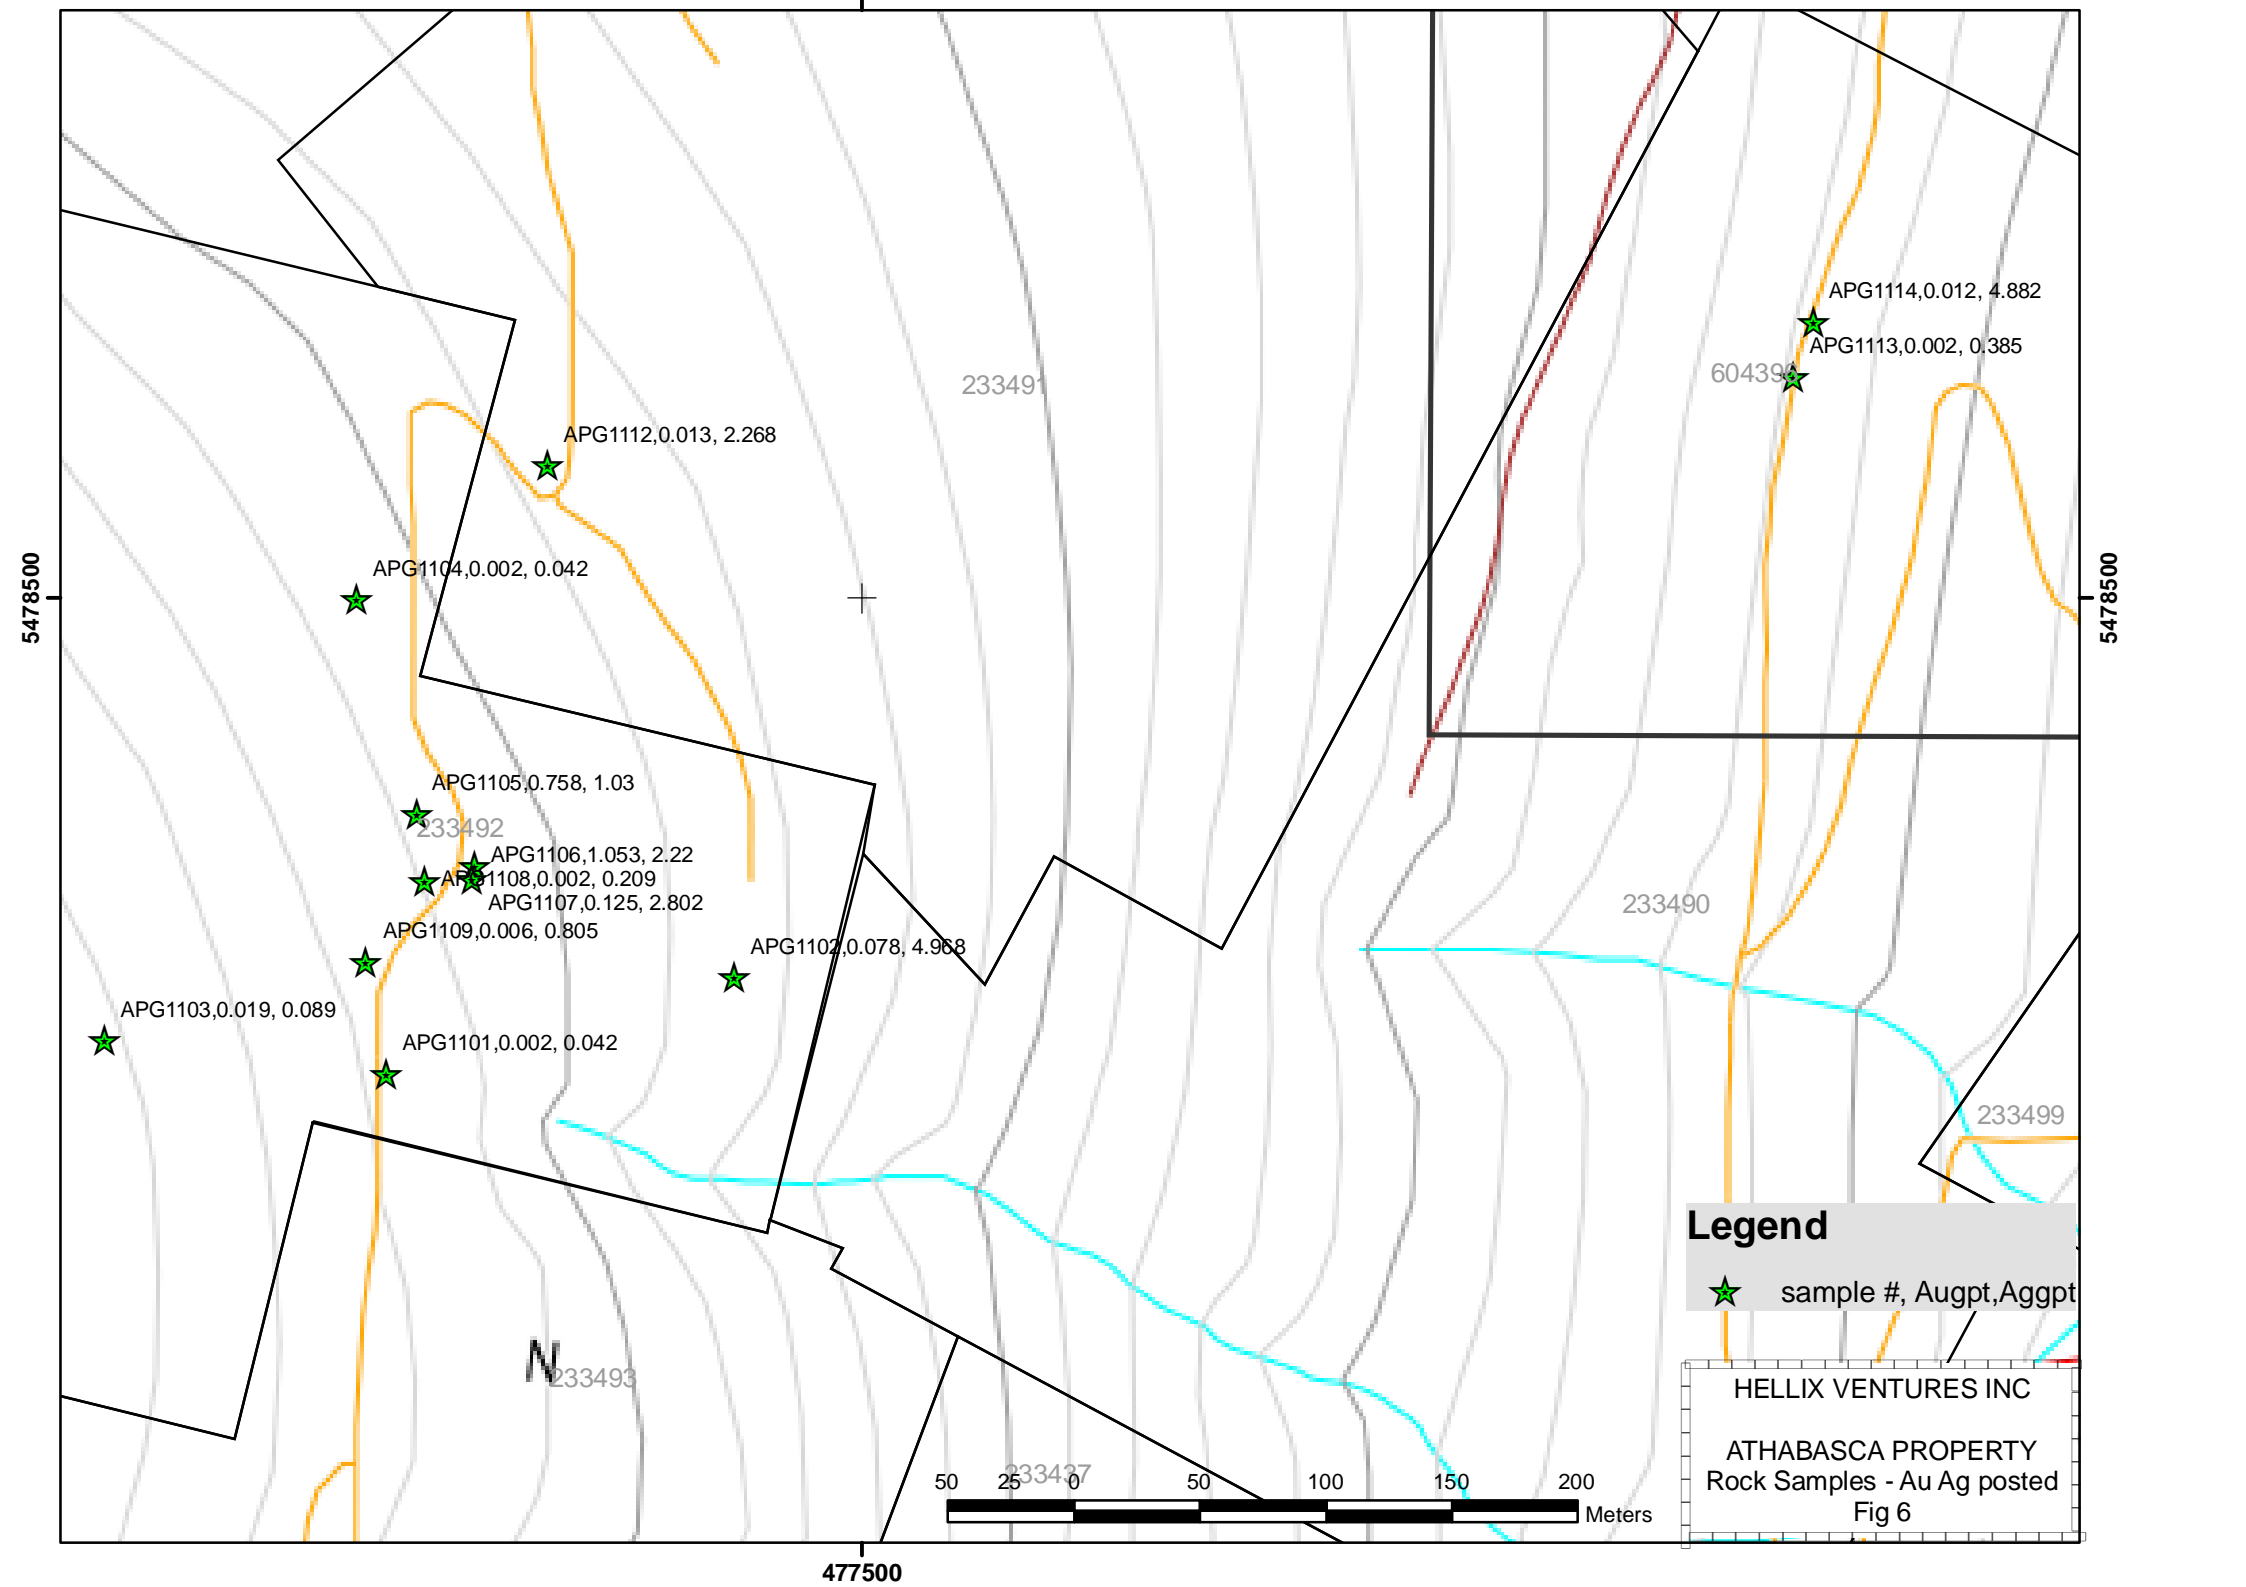 APG1114,0.012, 4.882
APG1113,0.002, 0.385
233491
APG1112,0.013, 2.268
5478500
APG1104,0.002, 0.042
5478500
APG1105,0.758, 1.03
233492
APG1106,1.053, 2.22
APG1108,0.002, 0.209
APG1107,0.125, 2.802
233490
APG1109,0.006, 0.805
APG1102,0.078, 4.968
APG1103,0.019, 0.089
APG1101,0.002, 0.042
233499
Legend
sample #, Augpt,Aggpt
N
233493
HELLIX VENTURES INC
ATHABASCA PROPERTY
Rock Samples - Au Ag posted
Fig 6
233437
50 25 0 50 100 150 200
Meters
477500